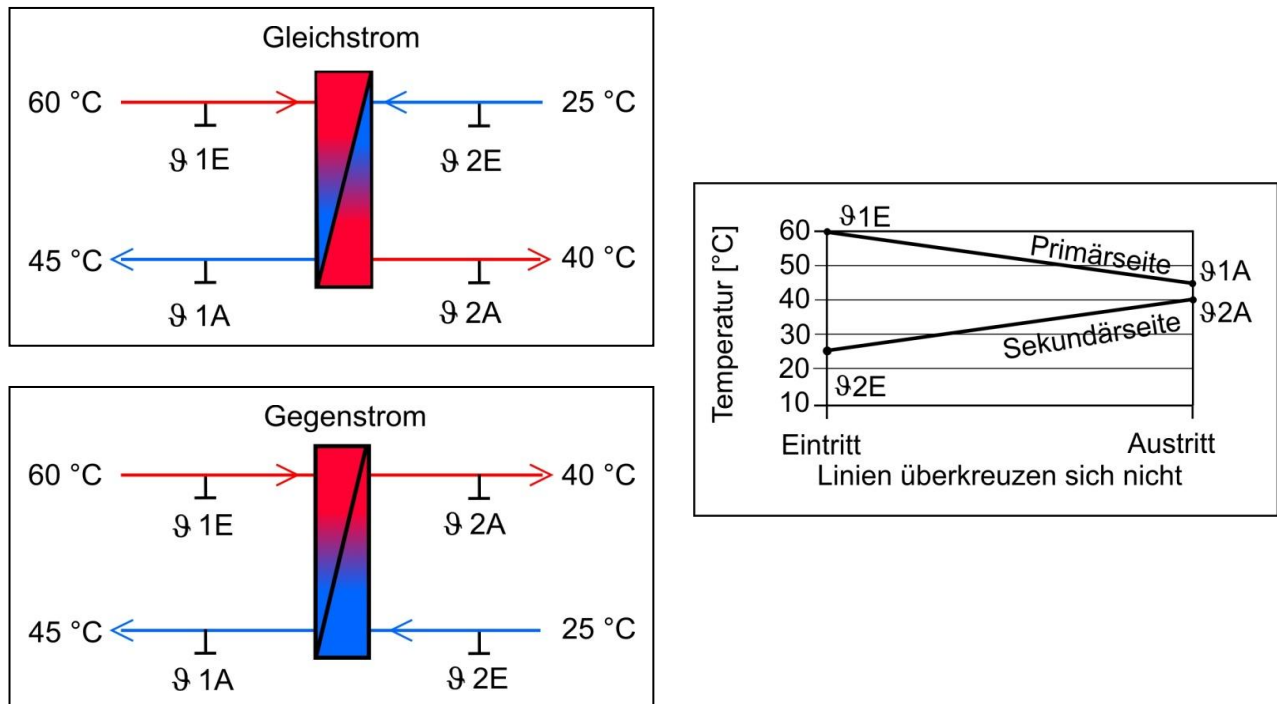 Gleichstrom
60 °C
25 °C
ϑ 1E
ϑ 2E
45 °C
40 °C
ϑ 1A
ϑ 2A
Gegenstrom
60 °C
40 °C
ϑ 1E
ϑ 2A
45 °C
25 °C
ϑ 1A
ϑ 2E
Temperatur [°C]
60
50
40
30
20
10
ϑ1E
Primärseite
ϑ1A
ϑ2A
Sekundärseite
ϑ2E
Eintritt
Austritt
Linien überkreuzen sich nicht